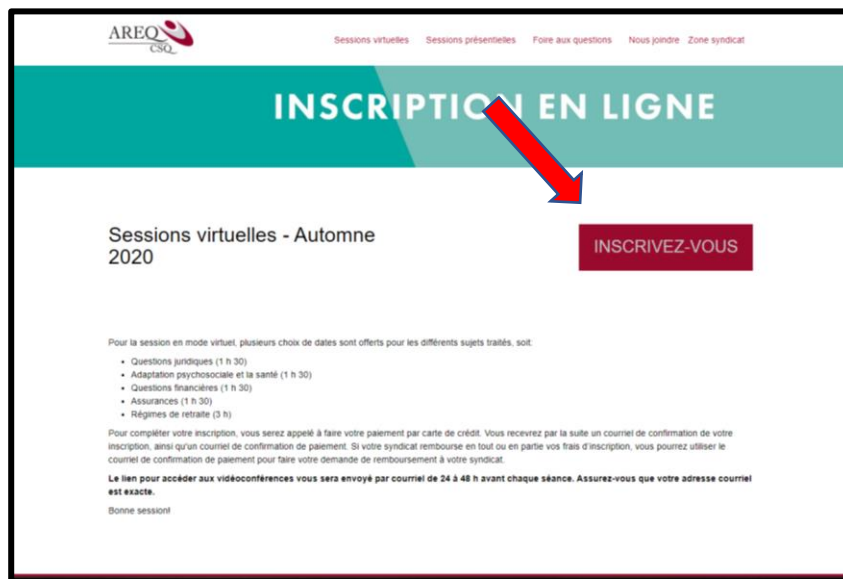 AREQ
CSQ
Sessions virtuelles Sessions présentielles Foire aux questions Nous joindre Zone syndicat
INSCRIPTION EN LIGNE
Sessions virtuelles - Automne
2020
INSCRIVEZ-VOUS
Pour la session en mode virtuel, plusieurs choix de dates sont offerts pour les différents sujets traités, soit:
• Questions juridiques (1 h 30)
• Adaptation psychosociale et la santé (1 h 30)
• Questions financières (1 h 30)
• Assurances (1 h 30)
• Régimes de retraite (3 h)
Pour compléter votre inscription, vous serez appelé à faire votre paiement par carte de crédit. Vous recevrez par la suite un courriel de confirmation de votre
inscription, ainsi qu'un courriel de confirmation de paiement. Si votre syndicat rembourse en tout ou en partie vos frais d'inscription, vous pourrez utiliser le
courriel de confirmation de paiement pour faire votre demande de remboursement à votre syndicat.
Le lien pour accéder aux vidéoconférences vous sera envoyé par courriel de 24 à 48 h avant chaque séance. Assurez-vous que votre adresse courriel
est exacte.
Bonne session!